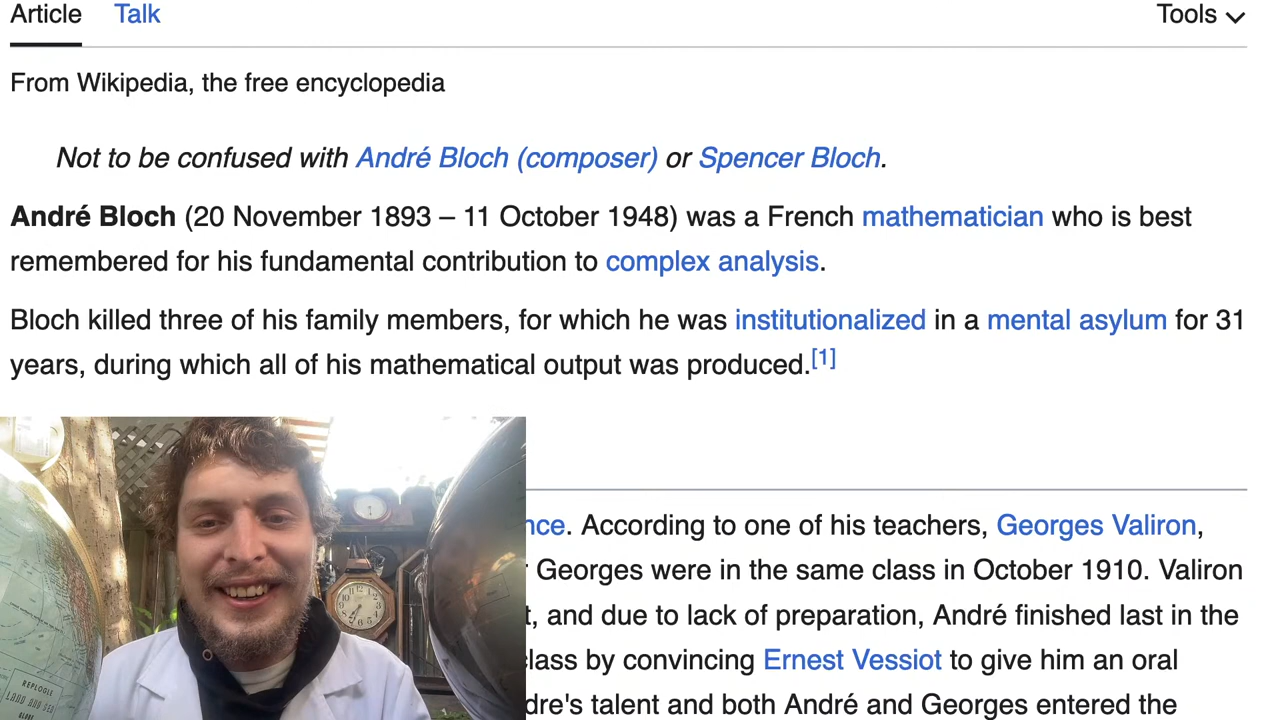 Article Talk Tools
From Wikipedia, the free encyclopedia
Not to be confused with André Bloch (composer) or Spencer Bloch.
André Bloch (20 November 1893 – 11 October 1948) was a French mathematician who is best
remembered for his fundamental contribution to complex analysis.
Bloch killed three of his family members, for which he was institutionalized in a mental asylum for 31
years, during which all of his mathematical output was produced.[1]
nce. According to one of his teachers, Georges Valiron,
r Georges were in the same class in October 1910. Valiron
t, and due to lack of preparation, André finished last in the
class by convincing Ernest Vessiot to give him an oral
dre's talent and both André and Georges entered the
REPLOGLE
LAND AND SEA
GLOBE